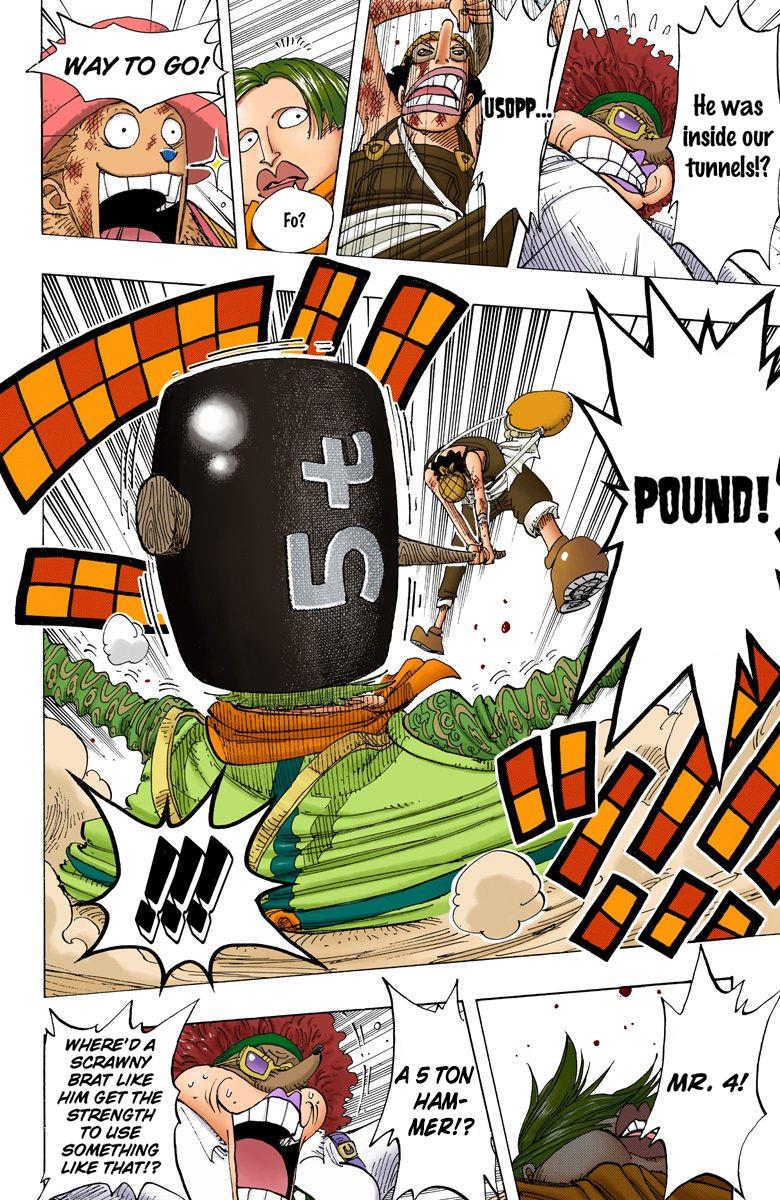 He was
inside our
tunnels!?
USOPP...
Fo?
WAY TO GO!
POUND!
5t
!!!
MR. 4!
A 5 TON
HAM-
MER!?
WHERE'D A
SCRAWNY
BRAT LIKE
HIM GET THE
STRENGTH
TO USE
SOMETHING
LIKE THAT!?